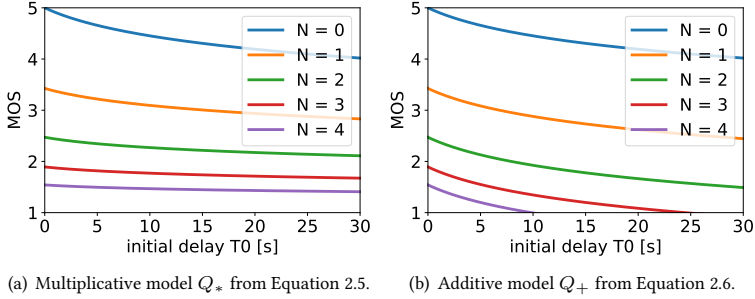 5
4
3
2
1
MOS
0
5
10
15
20
25
30
initial delay T0 [s]
N = 0
N = 1
N = 2
N = 3
N = 4
(a) Multiplicative model Q∗ from Equation 2.5.
5
4
3
2
1
MOS
0
5
10
15
20
25
30
initial delay T0 [s]
N = 0
N = 1
N = 2
N = 3
N = 4
(b) Additive model Q+ from Equation 2.6.